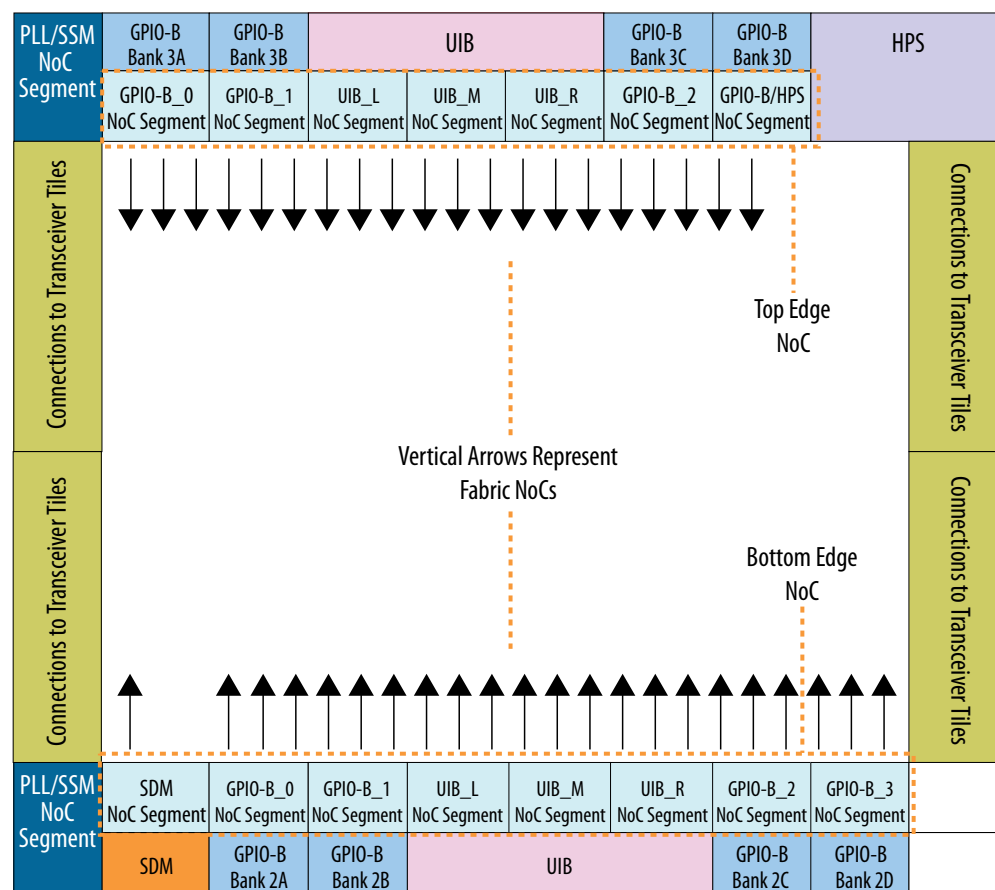 PLL/SSM
NoC
Segment
GPIO-B
Bank 3A
GPIO-B
Bank 3B
UIB
GPIO-B
Bank 3C
GPIO-B
Bank 3D
HPS
GPIO-B_0
NoC Segment
GPIO-B_1
NoC Segment
UIB_L
NoC Segment
UIB_M
NoC Segment
UIB_R
NoC Segment
GPIO-B_2
NoC Segment
GPIO-B/HPS
NoC Segment
Connections to Transceiver Tiles
Connections to Transceiver Tiles
Top Edge
NoC
Vertical Arrows Represent
Fabric NoCs
Connections to Transceiver Tiles
Connections to Transceiver Tiles
Bottom Edge
NoC
PLL/SSM
NoC
Segment
SDM
NoC Segment
GPIO-B_0
NoC Segment
GPIO-B_1
NoC Segment
UIB_L
NoC Segment
UIB_M
NoC Segment
UIB_R
NoC Segment
GPIO-B_2
NoC Segment
GPIO-B_3
NoC Segment
SDM
GPIO-B
Bank 2A
GPIO-B
Bank 2B
UIB
GPIO-B
Bank 2C
GPIO-B
Bank 2D